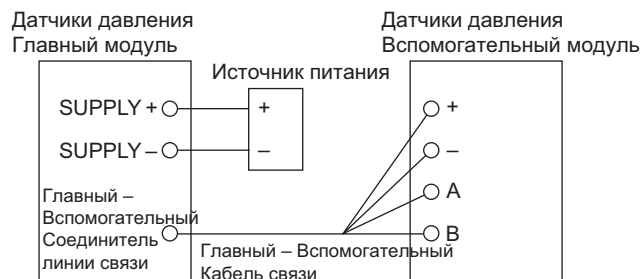 Датчики давления
Главный модуль
Датчики давления
Вспомогательный модуль
Источник питания
SUPPLY +
SUPPLY –
+
–
+
–
A
B
Главный –
Вспомогательный
Соединитель
линии связи
Главный – Вспомогательный
Кабель связи